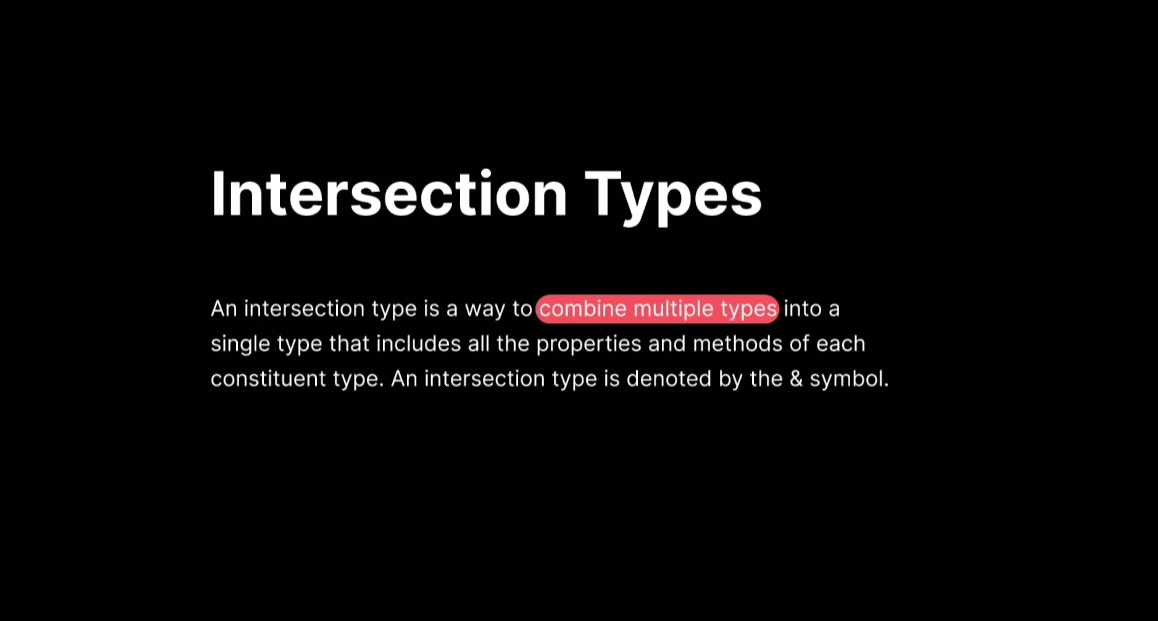 Intersection Types
An intersection type is a way to combine multiple types into a
single type that includes all the properties and methods of each
constituent type. An intersection type is denoted by the & symbol.